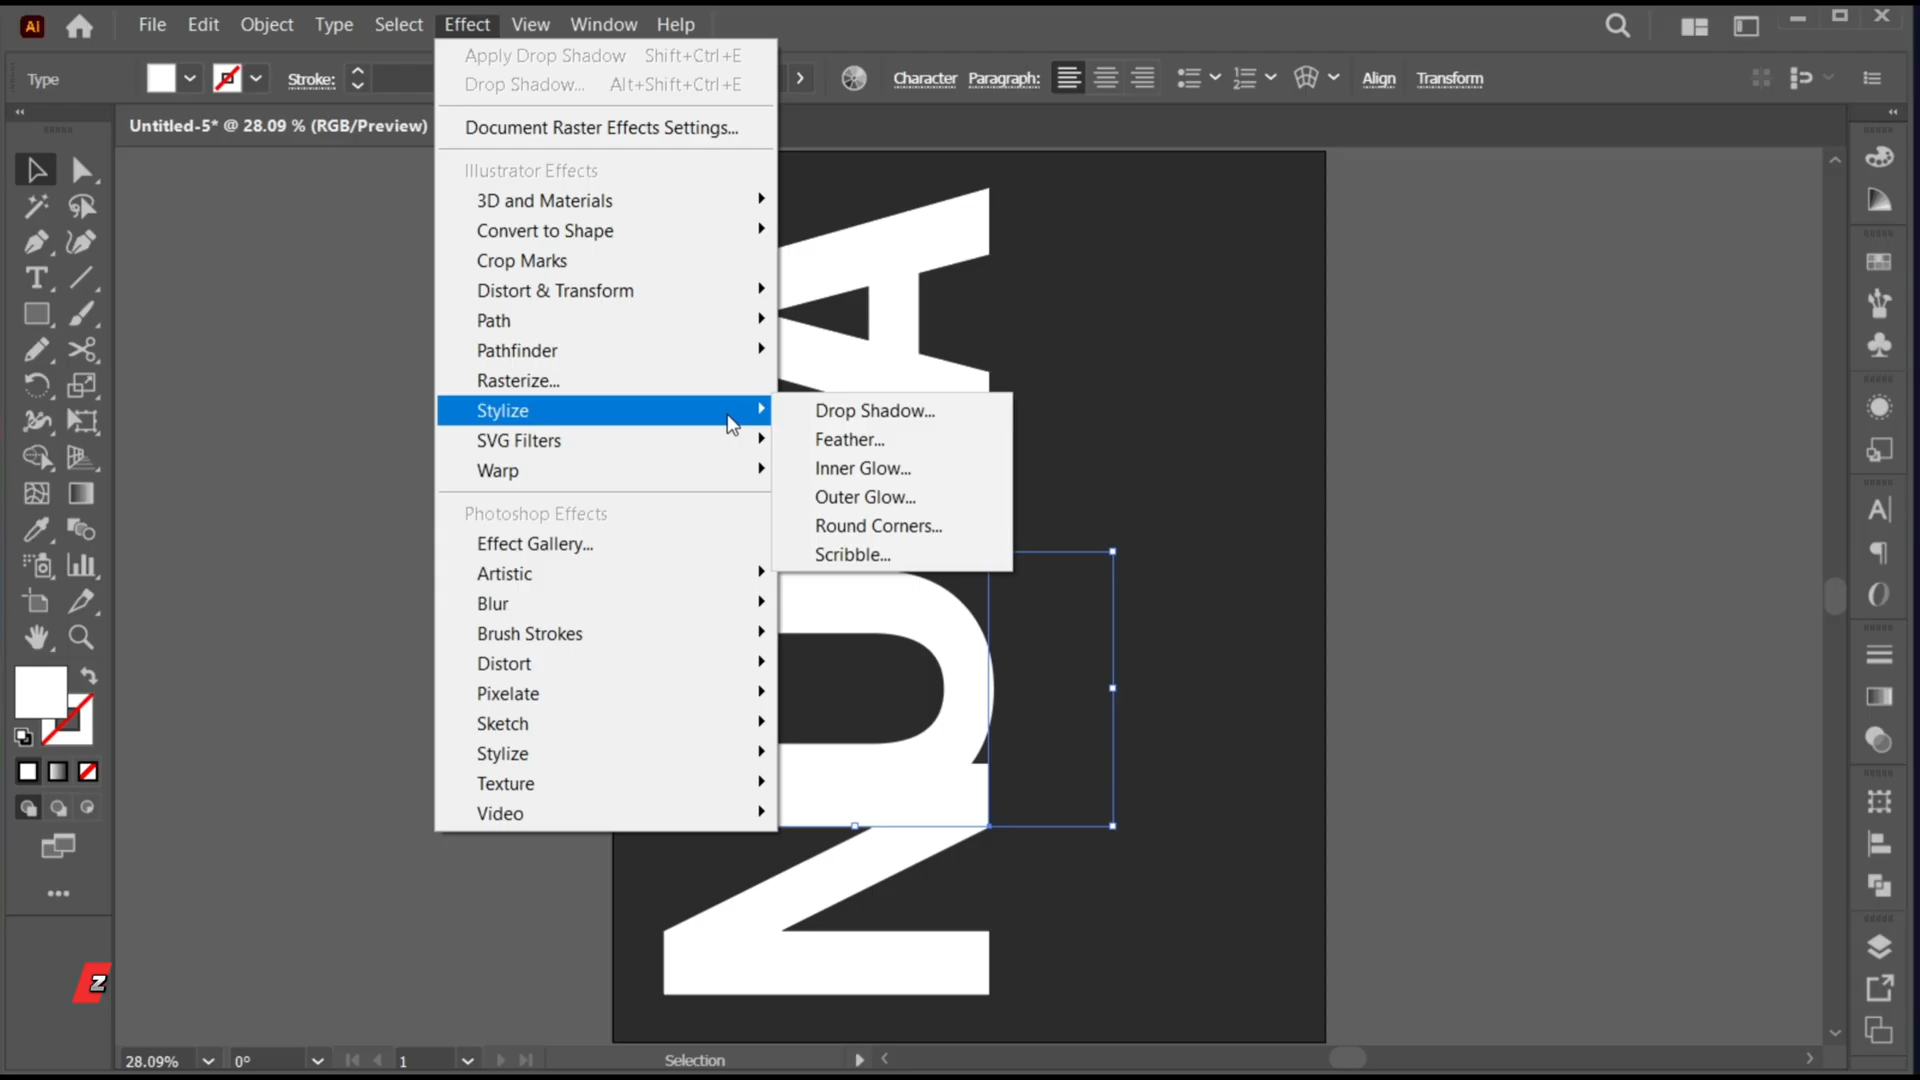 Ai File Edit Object Type Select Effect View Window Help
Type Stroke: Character Paragraph: Align Transform
Untitled-5* @ 28.09 % (RGB/Preview)
Apply Drop Shadow Shift+Ctrl+E
Drop Shadow... Alt+Shift+Ctrl+E
Document Raster Effects Settings...
Illustrator Effects
3D and Materials
Convert to Shape
Crop Marks
Distort & Transform
Path
Pathfinder
Rasterize...
Stylize
SVG Filters
Warp
Drop Shadow...
Feather...
Inner Glow...
Outer Glow...
Round Corners...
Scribble...
Photoshop Effects
Effect Gallery...
Artistic
Blur
Brush Strokes
Distort
Pixelate
Sketch
Stylize
Texture
Video
Z
28.09% 0° 1 Selection